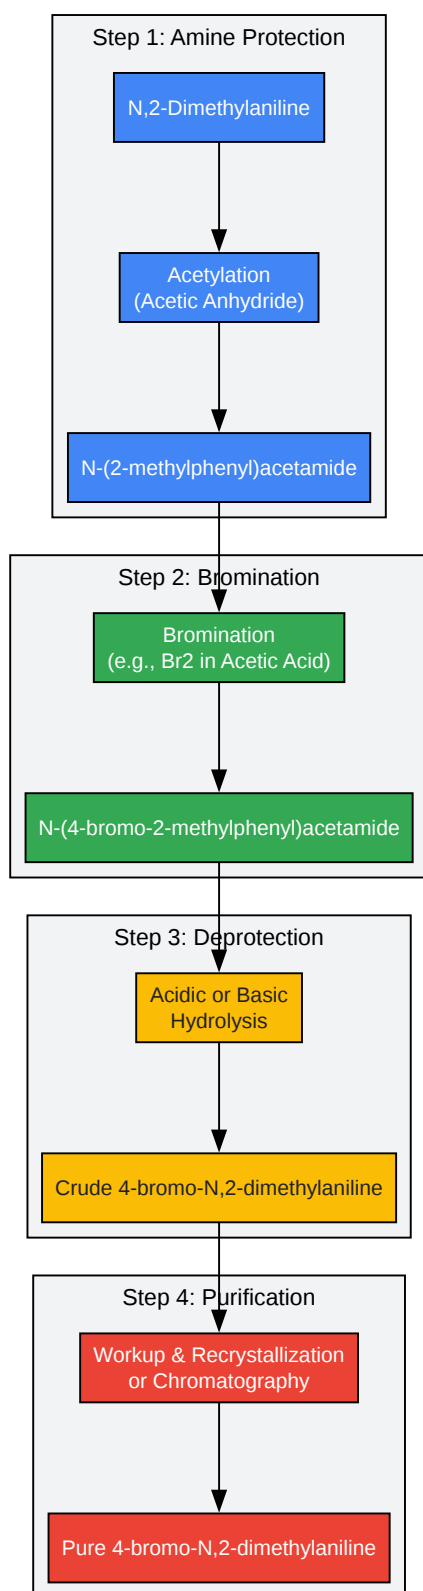 Step 1: Amine Protection
N,2-Dimethylaniline
Acetylation
(Acetic Anhydride)
N-(2-methylphenyl)acetamide
Step 2: Bromination
Bromination
(e.g., Br2 in Acetic Acid)
N-(4-bromo-2-methylphenyl)acetamide
Step 3: Deprotection
Acidic or Basic
Hydrolysis
Crude 4-bromo-N,2-dimethylaniline
Step 4: Purification
Workup & Recrystallization
or Chromatography
Pure 4-bromo-N,2-dimethylaniline